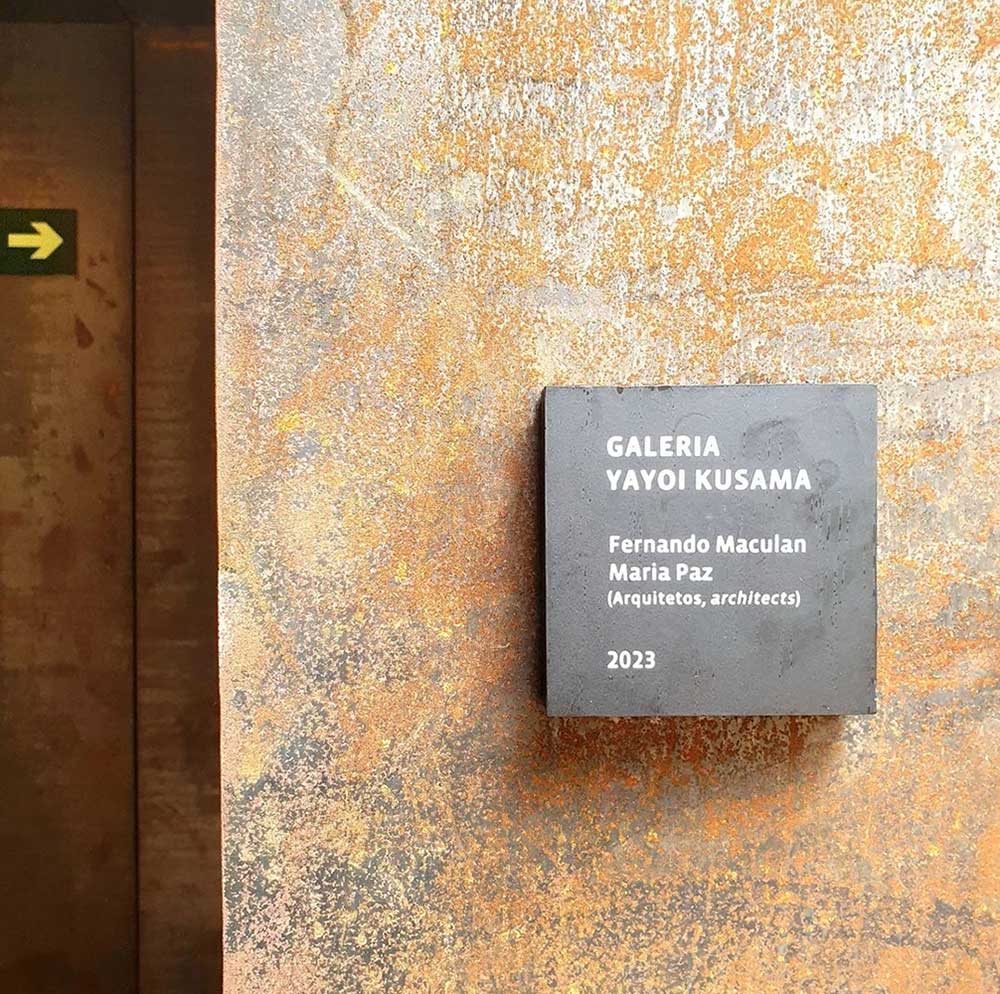 GALERIA
YAYOI KUSAMA
Fernando Maculan
Maria Paz
(Arquitetos, architects)
2023